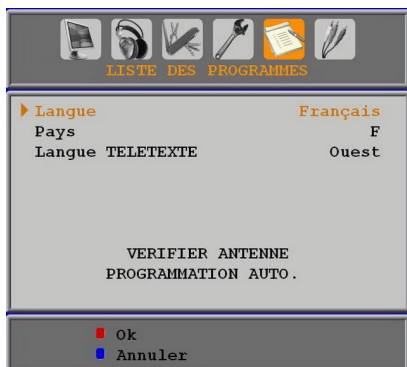 LISTE DES PROGRAMMES
Langue Français
Pays F
Langue TELETEXTE Ouest
VERIFIER ANTENNE
PROGRAMMATION AUTO.
Ok
Annuler